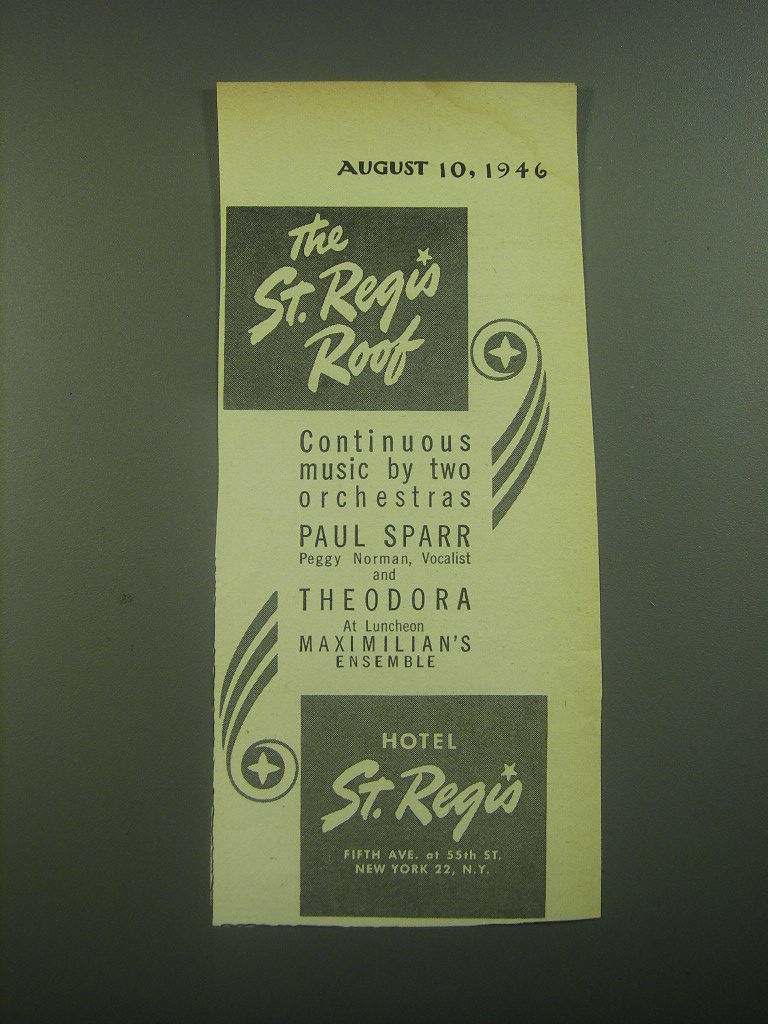 AUGUST 10, 1946
The
St. Regis
Roof
Continuous
music by two
orchestras
PAUL SPARR
Peggy Norman, Vocalist
and
THEODORA
At Luncheon
MAXIMILIAN'S
ENSEMBLE
HOTEL
St. Regis
FIFTH AVE. at 55th ST.
NEW YORK 22, N.Y.